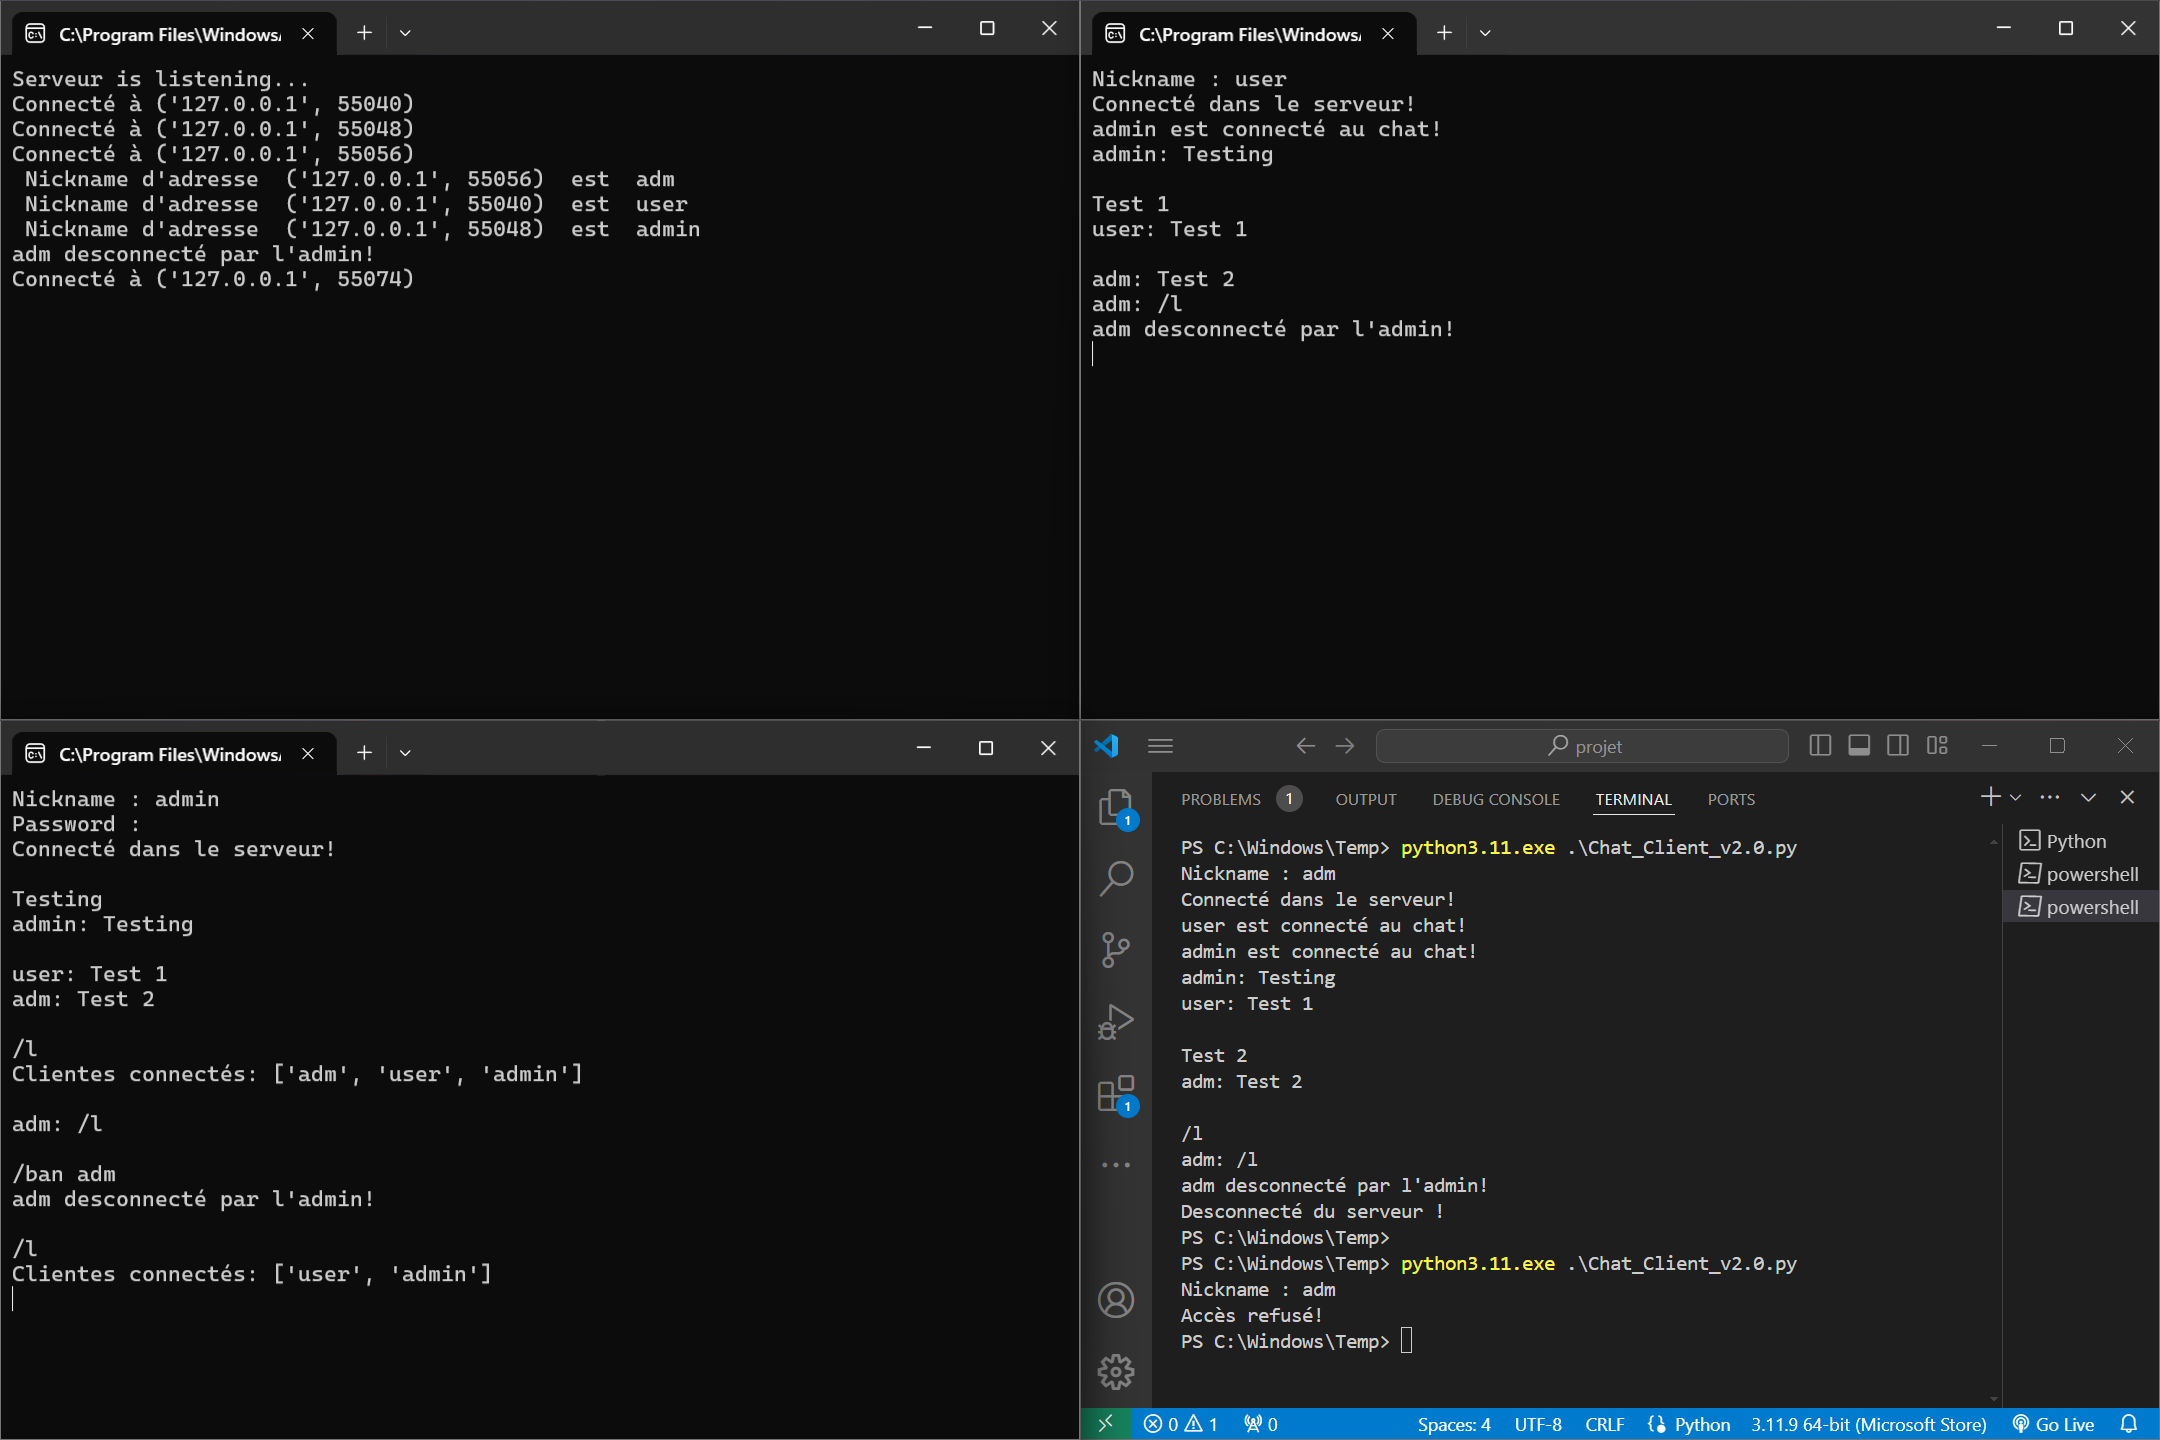 C:\Program Files\Windows/
Serveur is listening...
Connecté à ('127.0.0.1', 55040)
Connecté à ('127.0.0.1', 55048)
Connecté à ('127.0.0.1', 55056)
Nickname d'adresse  ('127.0.0.1', 55056)  est  adm
Nickname d'adresse  ('127.0.0.1', 55040)  est  user
Nickname d'adresse  ('127.0.0.1', 55048)  est  admin
adm desconnecté par l'admin!
Connecté à ('127.0.0.1', 55074)
C:\Program Files\Windows/
Nickname : user
Connecté dans le serveur!
admin est connecté au chat!
admin: Testing
Test 1
user: Test 1
adm: Test 2
adm: /l
adm desconnecté par l'admin!
C:\Program Files\Windows/
Nickname : admin
Password :
Connecté dans le serveur!
Testing
admin: Testing
user: Test 1
adm: Test 2
/l
Clientes connectés: ['adm', 'user', 'admin']
adm: /l
/ban adm
adm desconnecté par l'admin!
/l
Clientes connectés: ['user', 'admin']
projet
PROBLEMS 1 OUTPUT DEBUG CONSOLE TERMINAL PORTS
1
1
PS C:\Windows\Temp> python3.11.exe .\Chat_Client_v2.0.py
Nickname : adm
Connecté dans le serveur!
user est connecté au chat!
admin est connecté au chat!
admin: Testing
user: Test 1
Test 2
adm: Test 2
/l
adm: /l
adm desconnecté par l'admin!
Desconnecté du serveur !
PS C:\Windows\Temp>
PS C:\Windows\Temp> python3.11.exe .\Chat_Client_v2.0.py
Nickname : adm
Accès refusé!
PS C:\Windows\Temp>
Python
powershell
powershell
0 1 0 Spaces: 4 UTF-8 CRLF Python 3.11.9 64-bit (Microsoft Store) Go Live